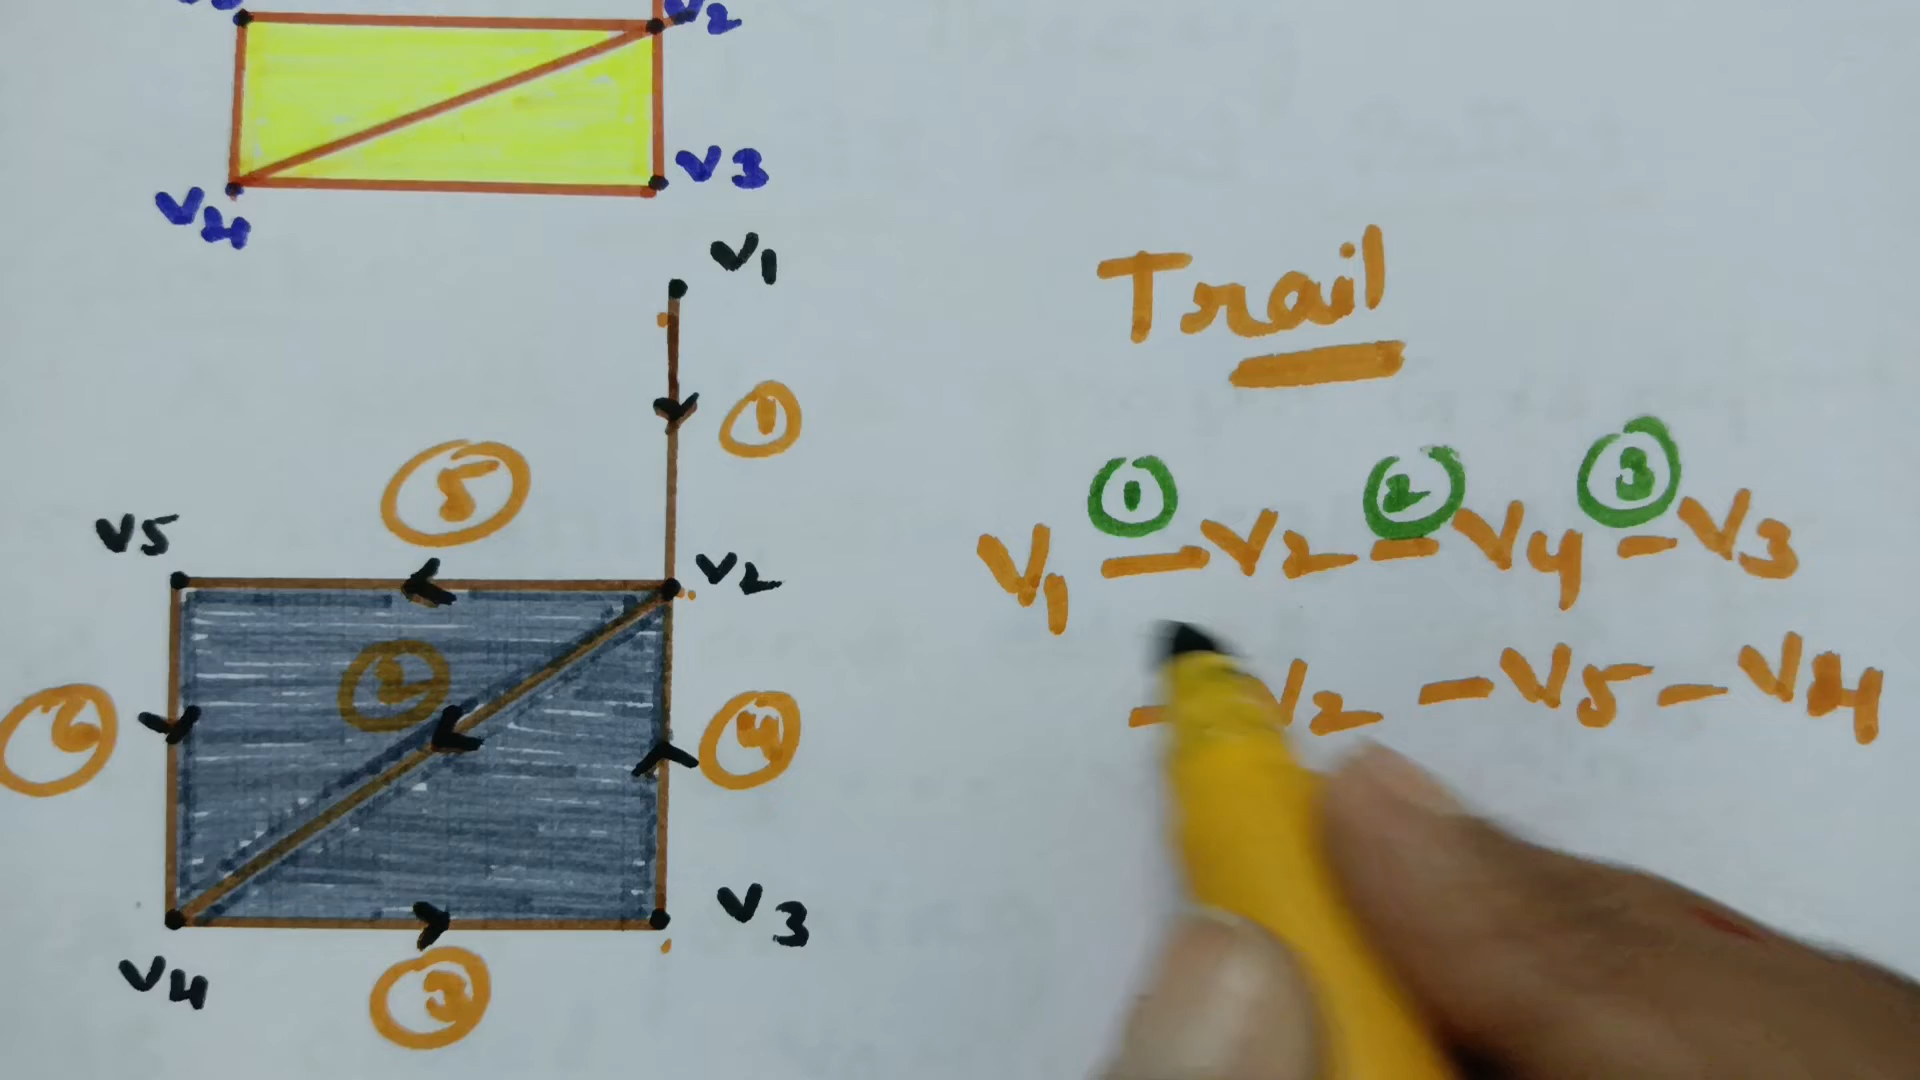 V2
V3
V4
V1
Trail
1
1 2 3
5
V1 — V2 — V4 — V3
V5
V2
— V2 — V5 — V4
2
6
4
V3
V4
3